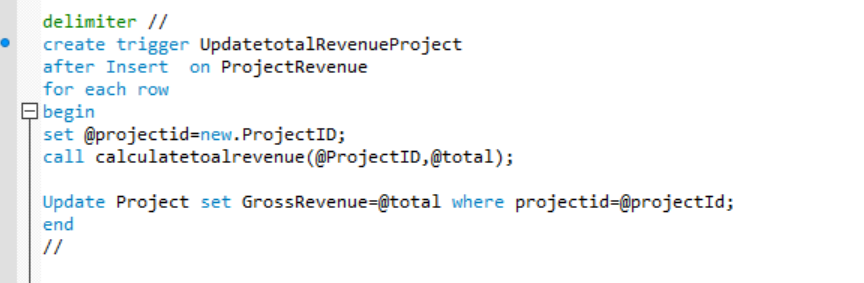 delimiter //
create trigger UpdatetotalRevenueProject
after Insert  on ProjectRevenue
for each row
begin
set @projectid=new.ProjectID;
call calculatetoalrevenue(@ProjectID,@total);
Update Project set GrossRevenue=@total where projectid=@projectId;
end
//